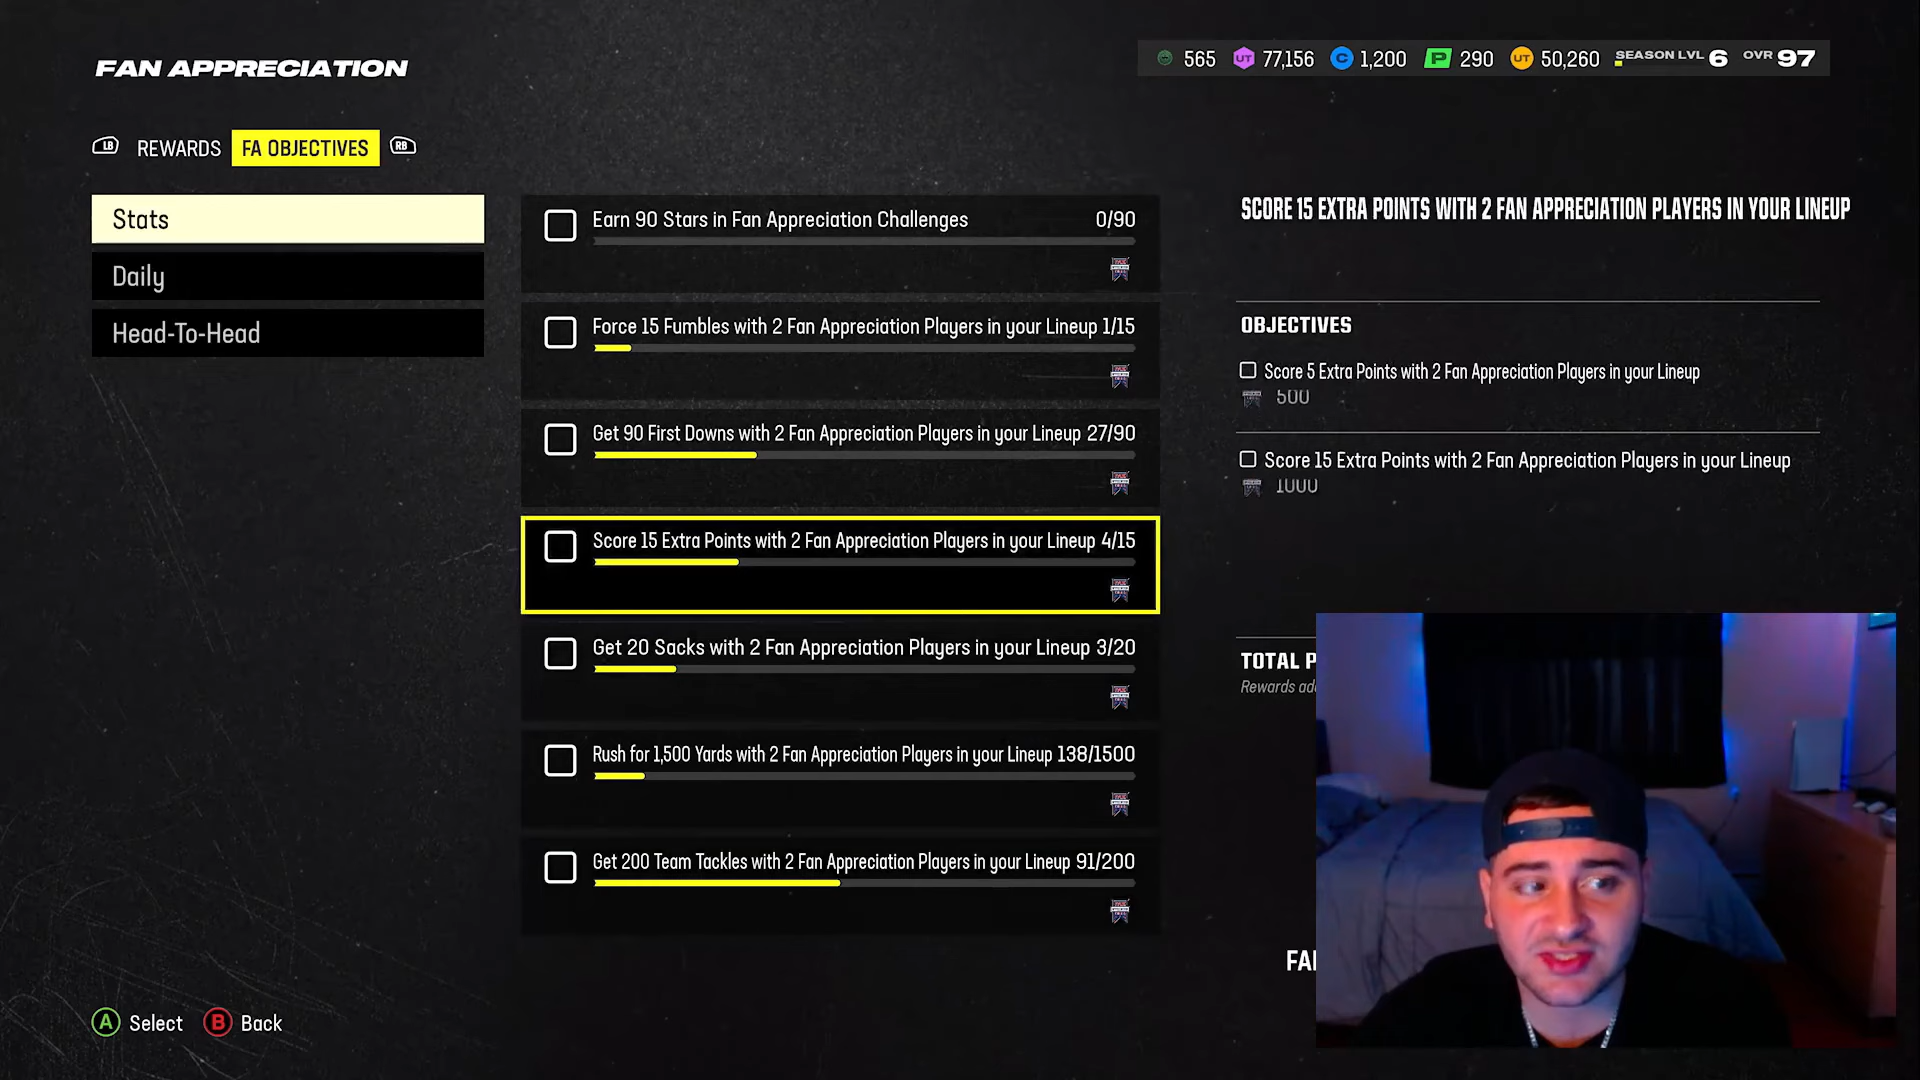 FAN APPRECIATION
565 UT 77,156 C 1,200 P 290 UT 50,260 SEASON LVL 6 OVR 97
LB REWARDS FA OBJECTIVES RB
Stats
Daily
Head-To-Head
Earn 90 Stars in Fan Appreciation Challenges 0/90
Force 15 Fumbles with 2 Fan Appreciation Players in your Lineup 1/15
Get 90 First Downs with 2 Fan Appreciation Players in your Lineup 27/90
Score 15 Extra Points with 2 Fan Appreciation Players in your Lineup 4/15
Get 20 Sacks with 2 Fan Appreciation Players in your Lineup 3/20
Rush for 1,500 Yards with 2 Fan Appreciation Players in your Lineup 138/1500
Get 200 Team Tackles with 2 Fan Appreciation Players in your Lineup 91/200
SCORE 15 EXTRA POINTS WITH 2 FAN APPRECIATION PLAYERS IN YOUR LINEUP
OBJECTIVES
Score 5 Extra Points with 2 Fan Appreciation Players in your Lineup
500
Score 15 Extra Points with 2 Fan Appreciation Players in your Lineup
1000
TOTAL P
Rewards ad
FA
A Select B Back